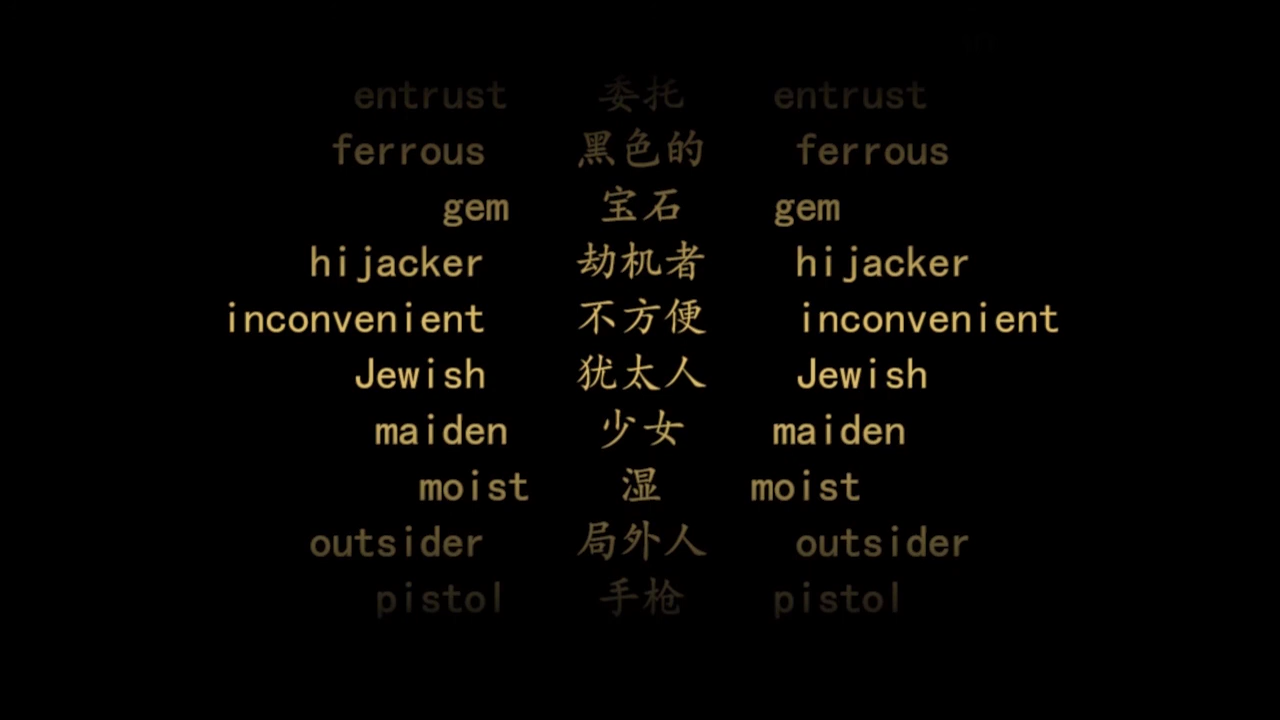 entrust 委托 entrust
ferrous 黑色的 ferrous
gem 宝石 gem
hijacker 劫机者 hijacker
inconvenient 不方便 inconvenient
Jewish 犹太人 Jewish
maiden 少女 maiden
moist 湿 moist
outsider 局外人 outsider
pistol 手枪 pistol